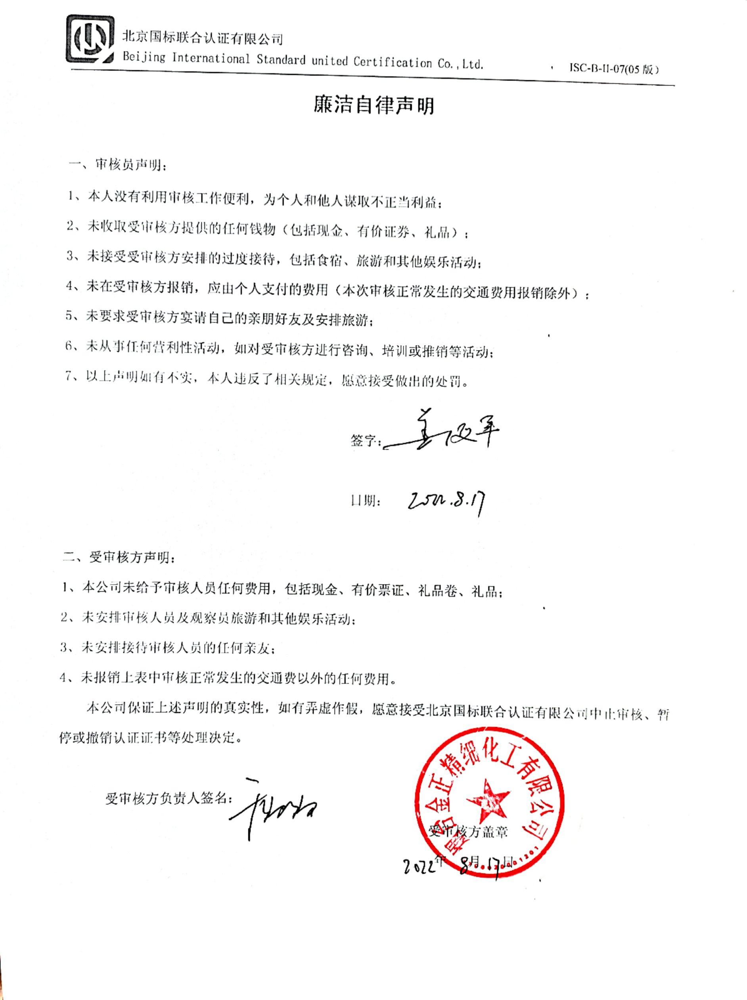 北京国标联合认证有限公司
Beijing International Standard united Certification Co.,Ltd.
ISC-B-II-07(05 版)
廉洁自律声明
一、审核员声明：
1、本人没有利用审核工作便利，为个人和他人谋取不正当利益；
2、未收取受审核方提供的任何钱物（包括现金、有价证券、礼品）；
3、未接受受审核方安排的过度接待，包括食宿、旅游和其他娱乐活动；
4、未在受审核方报销，应由个人支付的费用（本次审核正常发生的交通费用报销除外）；
5、未要求受审核方宴请自己的亲朋好友及安排旅游；
6、未从事任何营利性活动，如对受审核方进行咨询、培训或推销等活动；
7、以上声明如有不实，本人违反了相关规定，愿意接受做出的处罚。
签字：
日期： 2022.8.17
二、受审核方声明：
1、本公司未给予审核人员任何费用，包括现金、有价票证、礼品卷、礼品；
2、未安排审核人员及观察员旅游和其他娱乐活动；
3、未安排接待审核人员的任何亲友；
4、未报销上表中审核正常发生的交通费以外的任何费用。
本公司保证上述声明的真实性，如有弄虚作假，愿意接受北京国标联合认证有限公司中止审核、暂
停或撤销认证证书等处理决定。
金正精细化工有限公司
受审核方负责人签名：
受审核方盖章
2022年 8月 17日